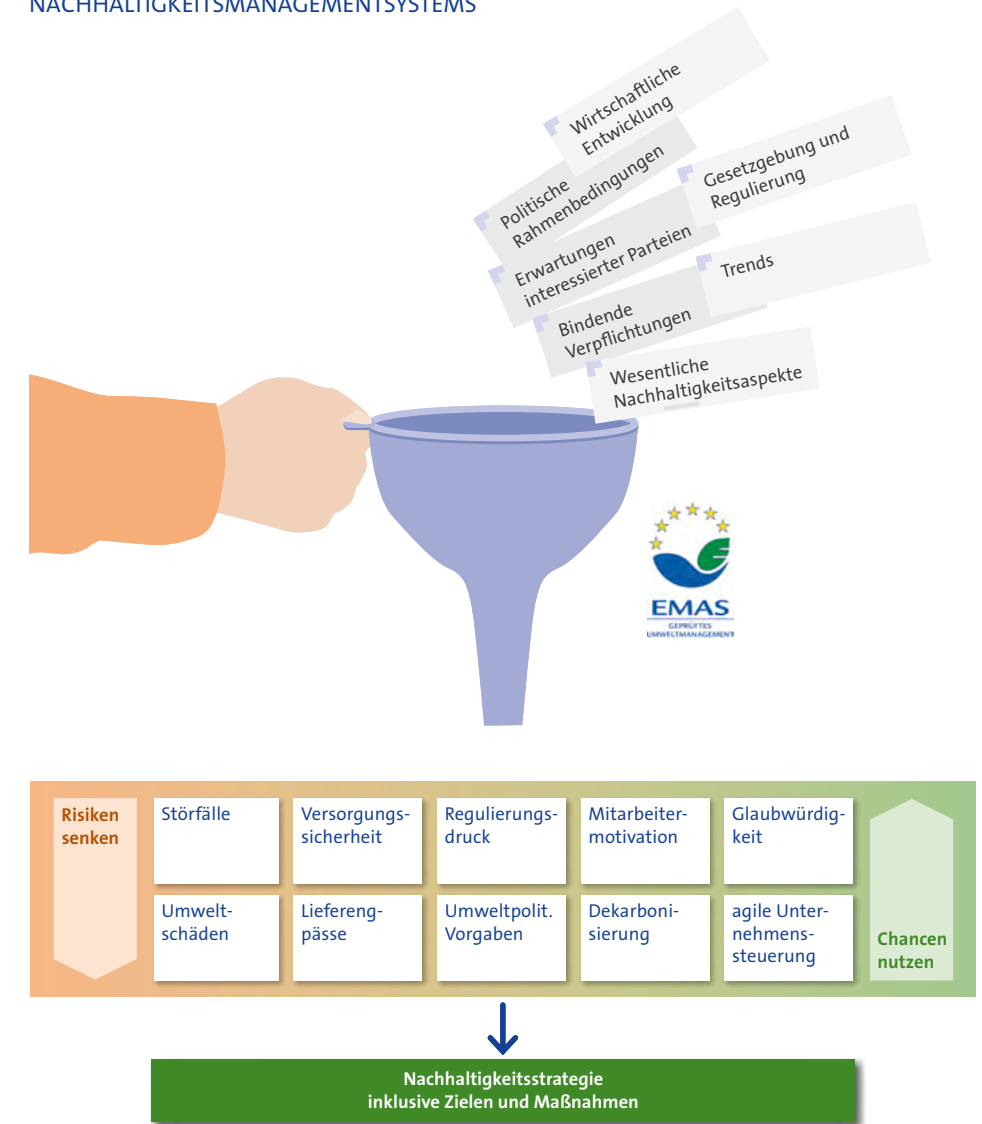 NACHHALTIGKEITSMANAGEMENTSYSTEMS
Wirtschaftliche
Entwicklung
Gesetzgebung und
Regulierung
Politische
Rahmenbedingungen
Erwartungen
interessierter Parteien
Trends
Bindende
Verpflichtungen
Wesentliche
Nachhaltigkeitsaspekte
EMAS
GEPRÜFTES
UMWELTMANAGEMENT
Risiken
senken
Störfälle
Versorgungs-
sicherheit
Regulierungs-
druck
Mitarbeiter-
motivation
Glaubwürdig-
keit
Umwelt-
schäden
Liefereng-
pässe
Umweltpolit.
Vorgaben
Dekarboni-
sierung
agile Unter-
nehmens-
steuerung
Chancen
nutzen
Nachhaltigkeitsstrategie
inklusive Zielen und Maßnahmen